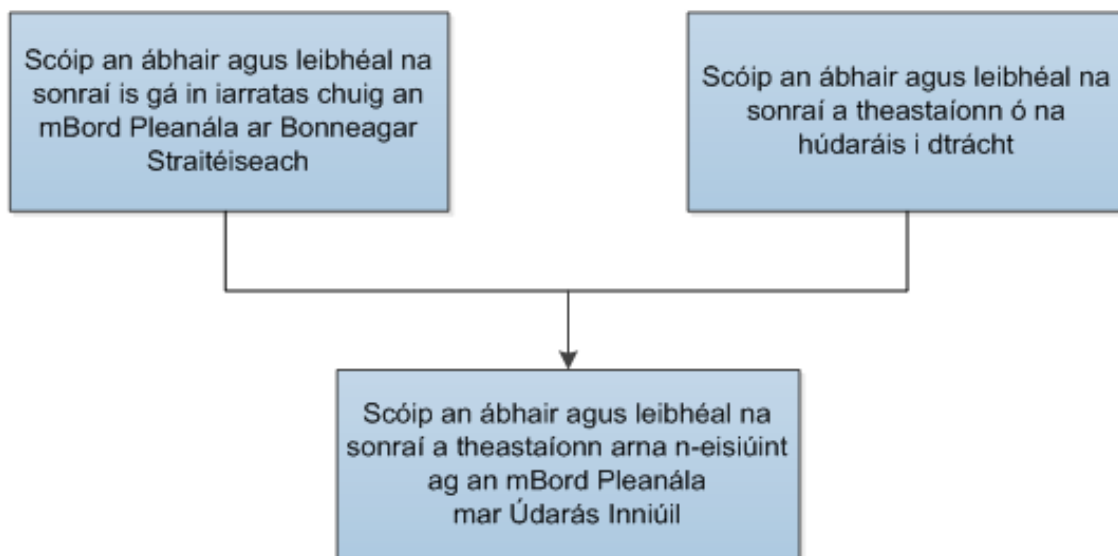 Scóip an ábhair agus leibhéal na
sonraí is gá in iarratas chuig an
mBord Pleanála ar Bonneagar
Straitéiseach
Scóip an ábhair agus leibhéal na
sonraí a theastaíonn ó na
húdaráis i dtrácht
Scóip an ábhair agus leibhéal na
sonraí a theastaíonn arna n-eisiúint
ag an mBord Pleanála
mar Údarás Inniúil